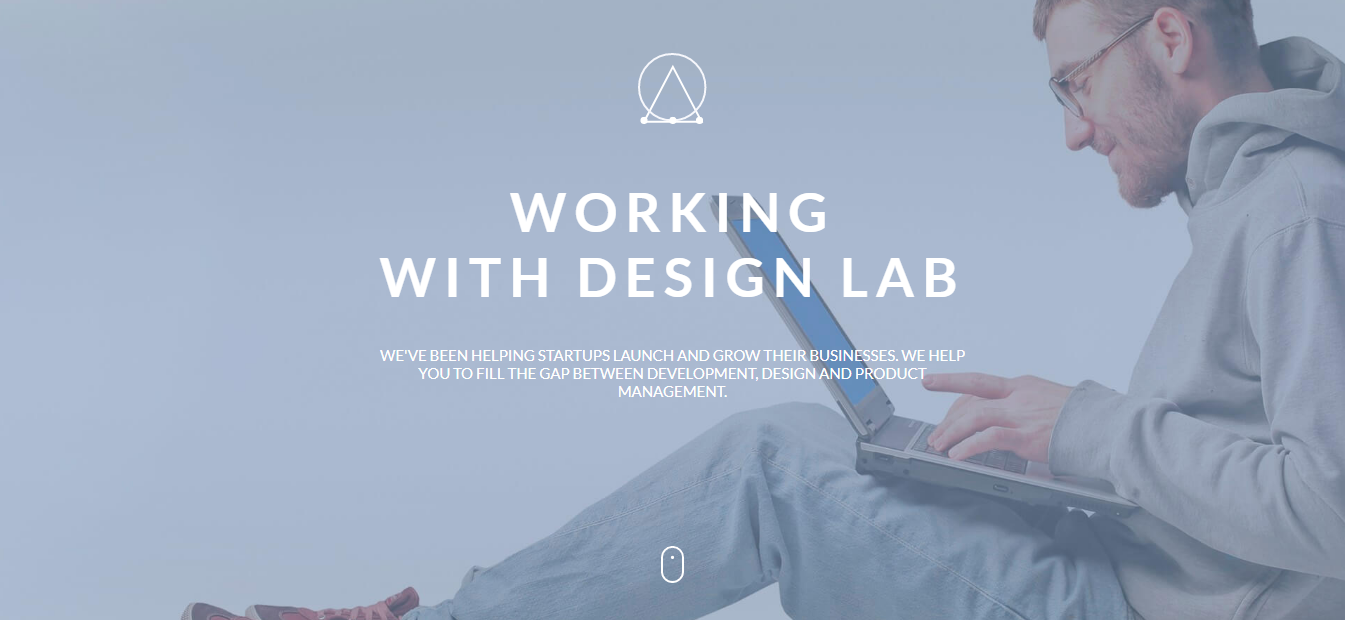 WORKING
WITH DESIGN LAB
WE'VE BEEN HELPING STARTUPS LAUNCH AND GROW THEIR BUSINESSES. WE HELP
YOU TO FILL THE GAP BETWEEN DEVELOPMENT, DESIGN AND PRODUCT
MANAGEMENT.